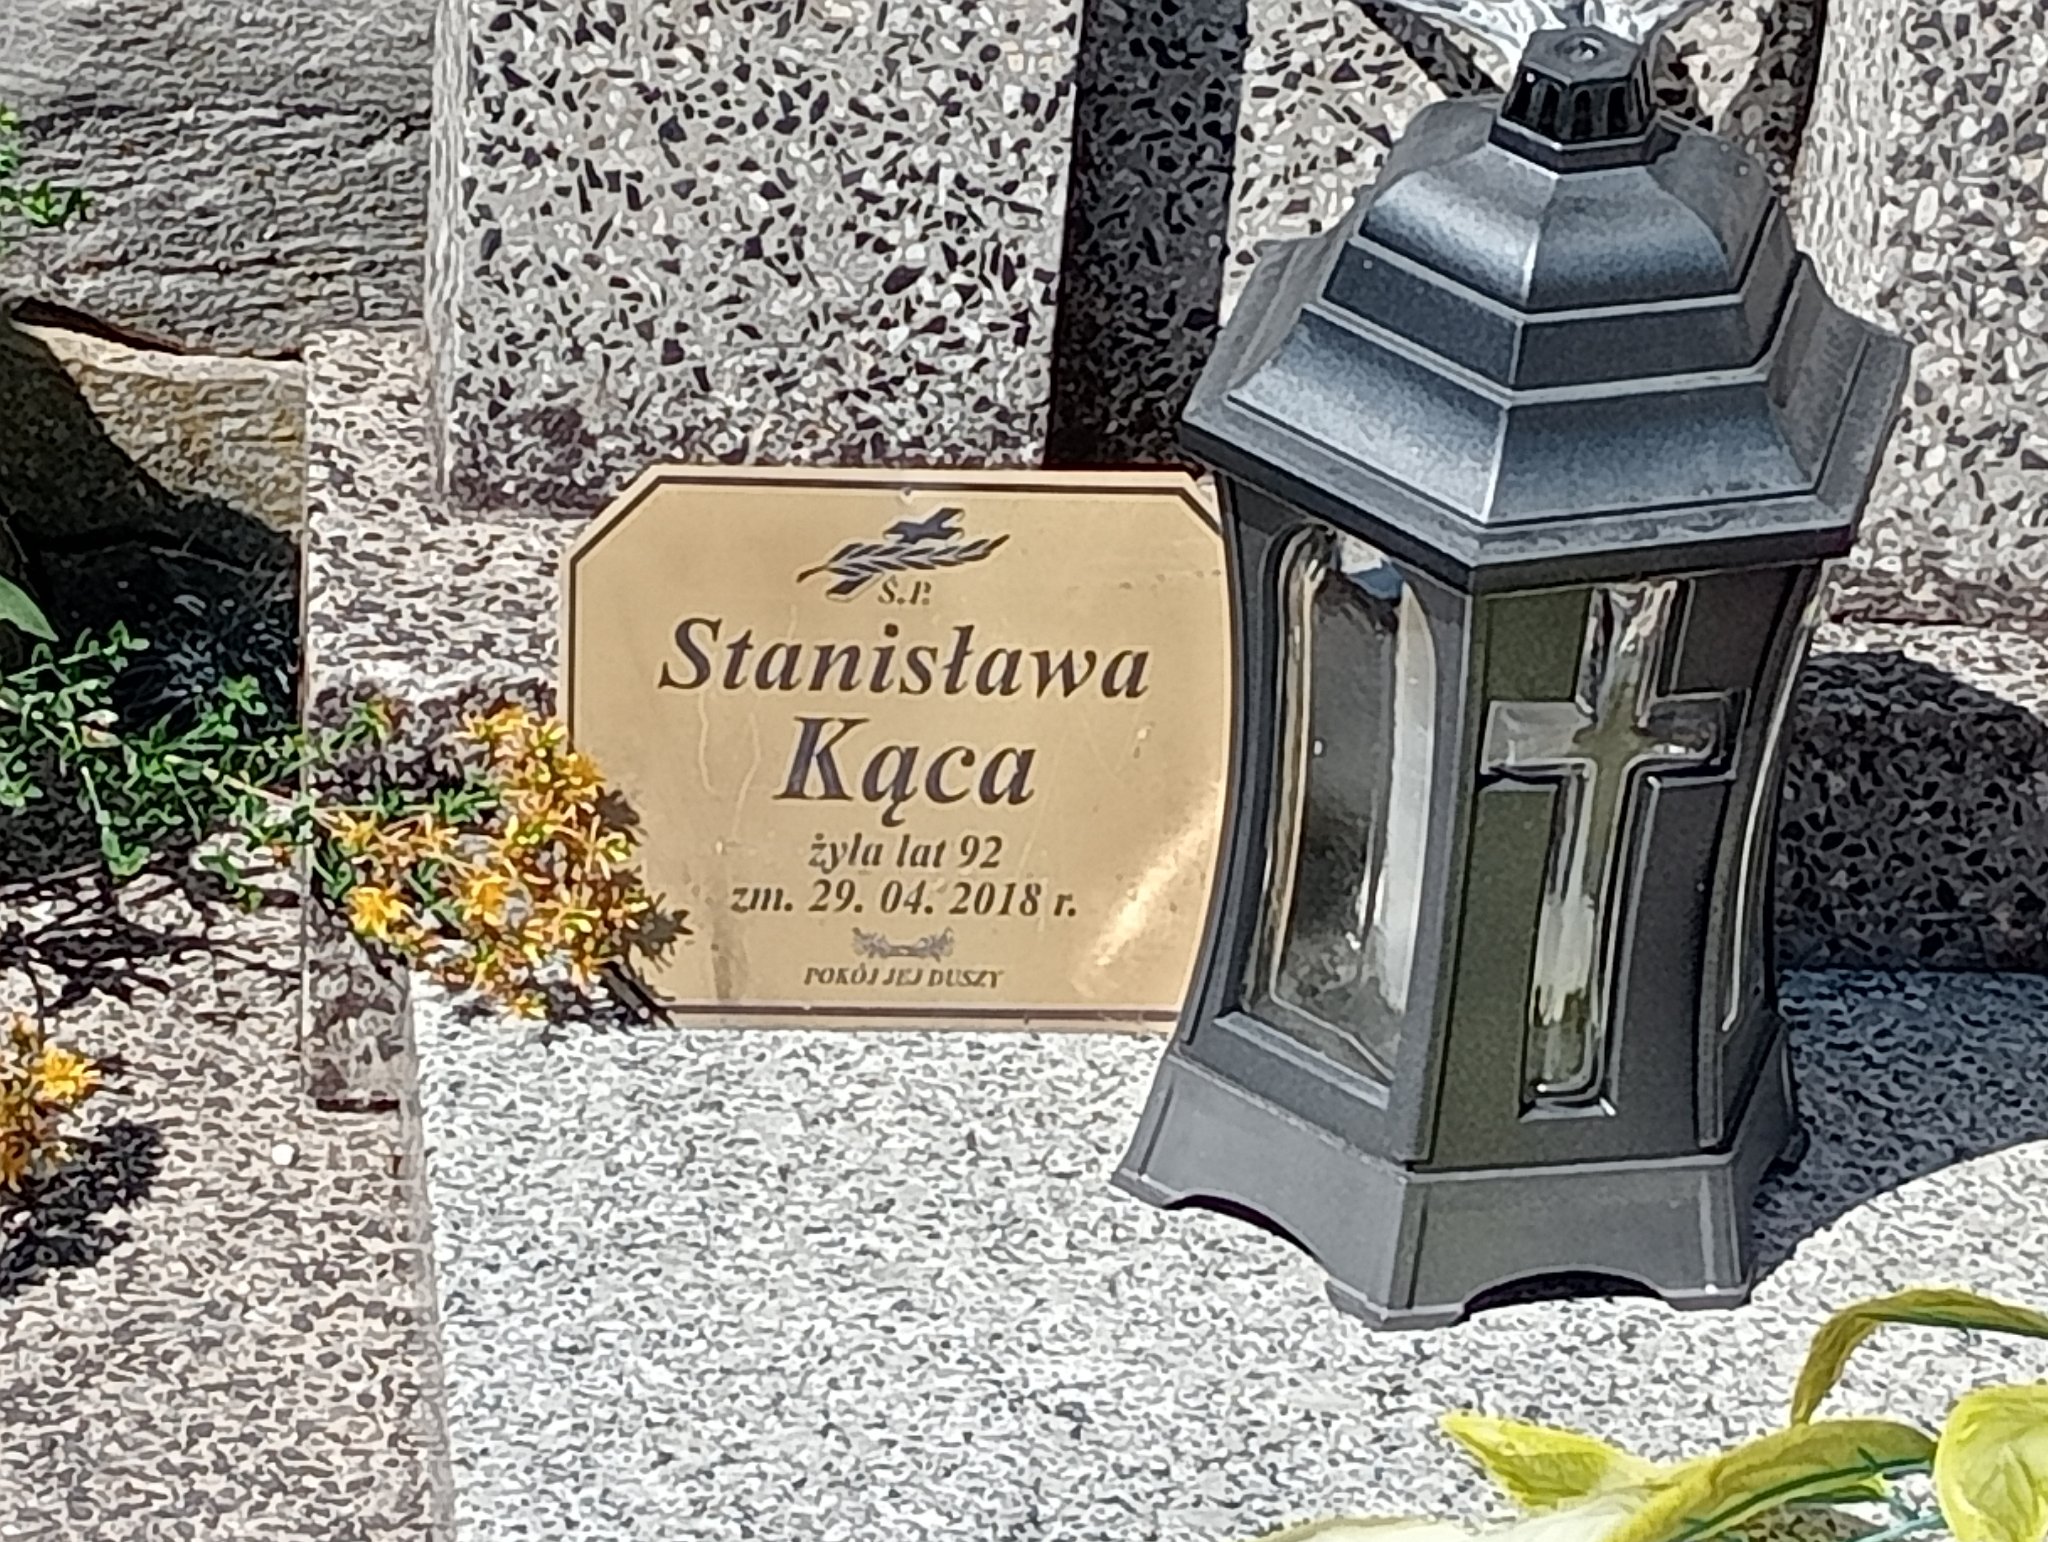 Ś.P.
Stanisława
Kąca
żyła lat 92
zm. 29. 04. 2018 r.
POKÓJ JEJ DUSZY